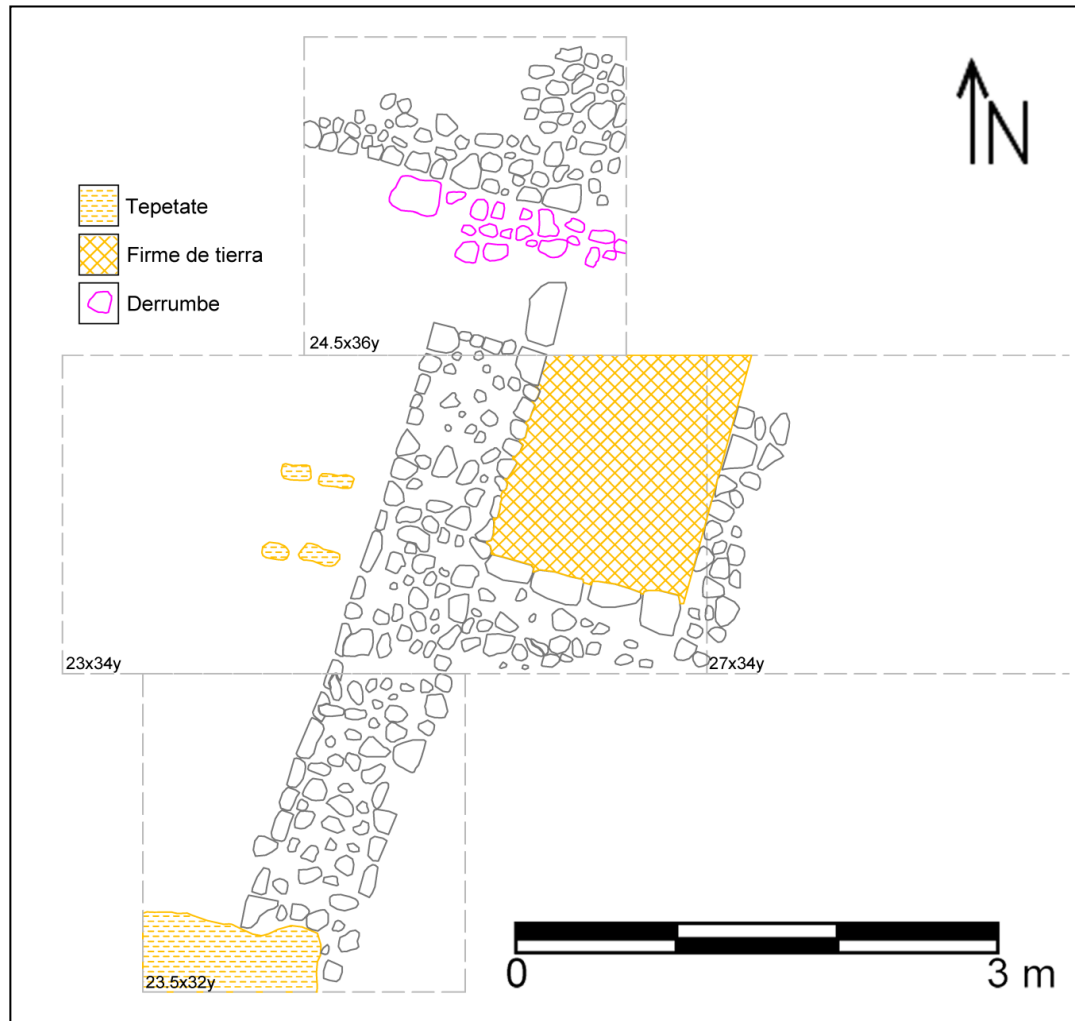 N
Tepetate
Firme de tierra
Derrumbe
24.5x36y
23x34y
27x34y
23.5x32y
0 3 m